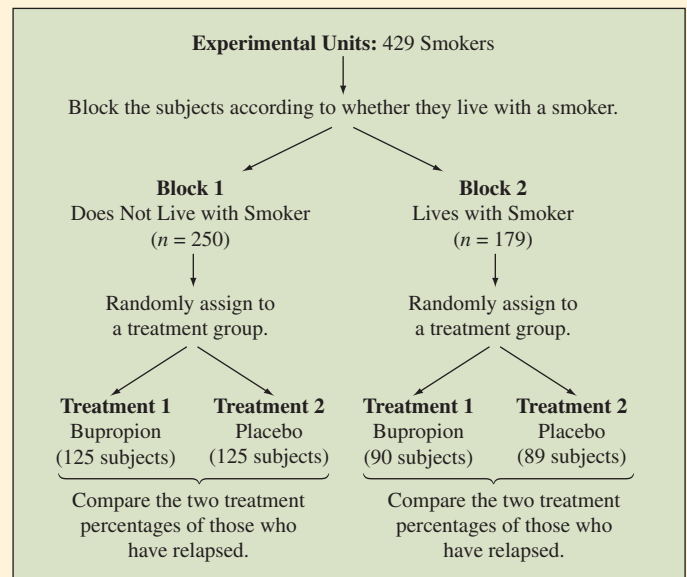 Experimental Units: 429 Smokers
Block the subjects according to whether they live with a smoker.
Block 1
Does Not Live with Smoker
(n = 250)
Block 2
Lives with Smoker
(n = 179)
Randomly assign to
a treatment group.
Randomly assign to
a treatment group.
Treatment 1
Bupropion
(125 subjects)
Treatment 2
Placebo
(125 subjects)
Treatment 1
Bupropion
(90 subjects)
Treatment 2
Placebo
(89 subjects)
Compare the two treatment
percentages of those who
have relapsed.
Compare the two treatment
percentages of those who
have relapsed.